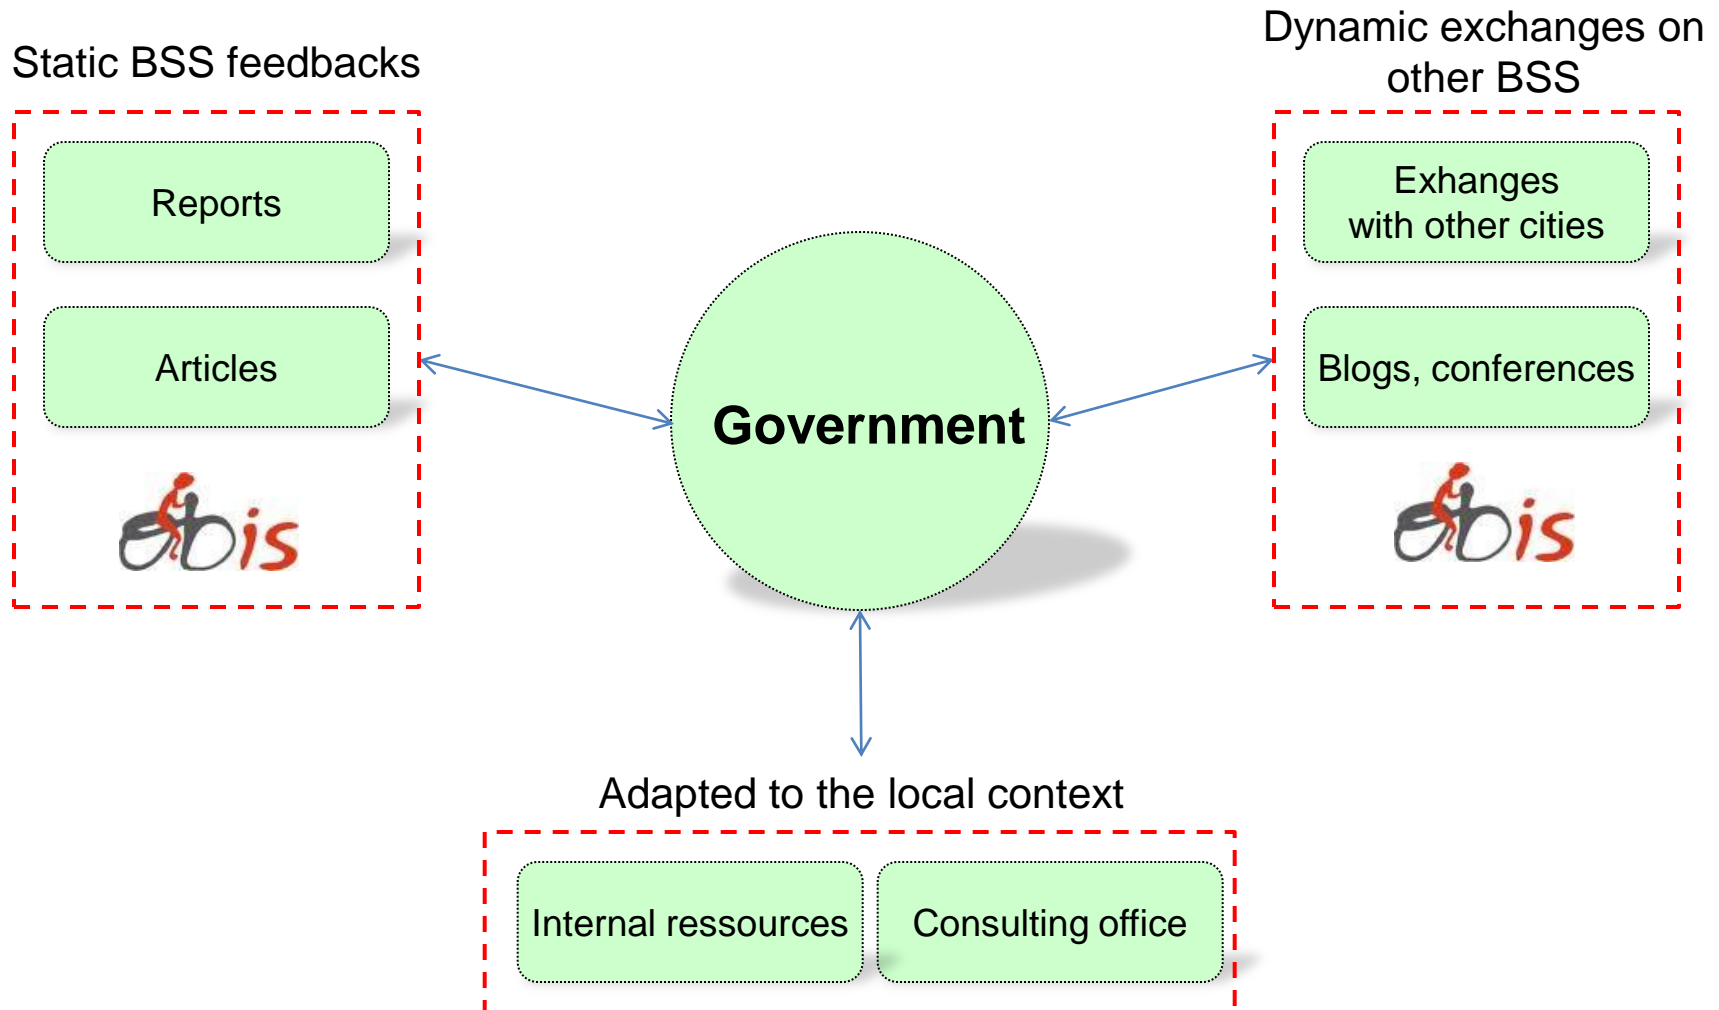 Static BSS feedbacks
Reports
Articles
obis
Dynamic exchanges on
other BSS
Exhanges
with other cities
Blogs, conferences
obis
Government
Adapted to the local context
Internal ressources
Consulting office